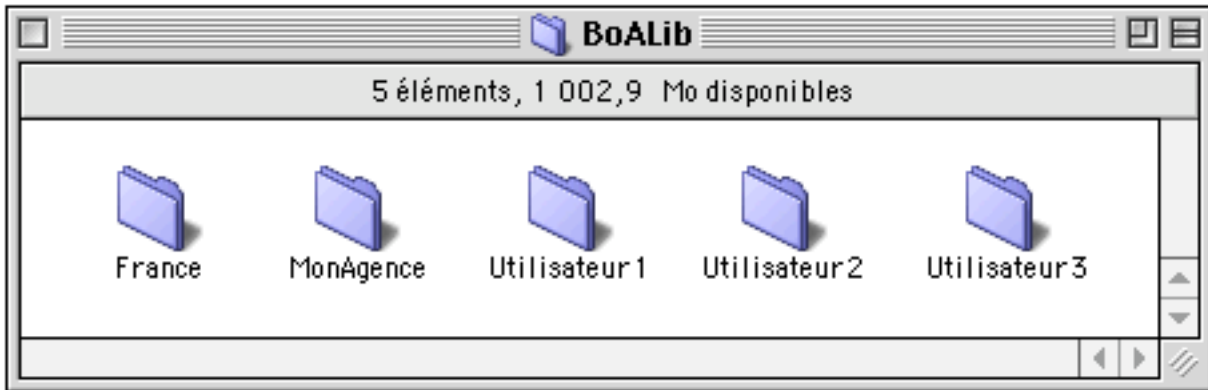 BoALib
5 éléments, 1 002,9 Mo disponibles
France MonAgence Utilisateur1 Utilisateur2 Utilisateur3